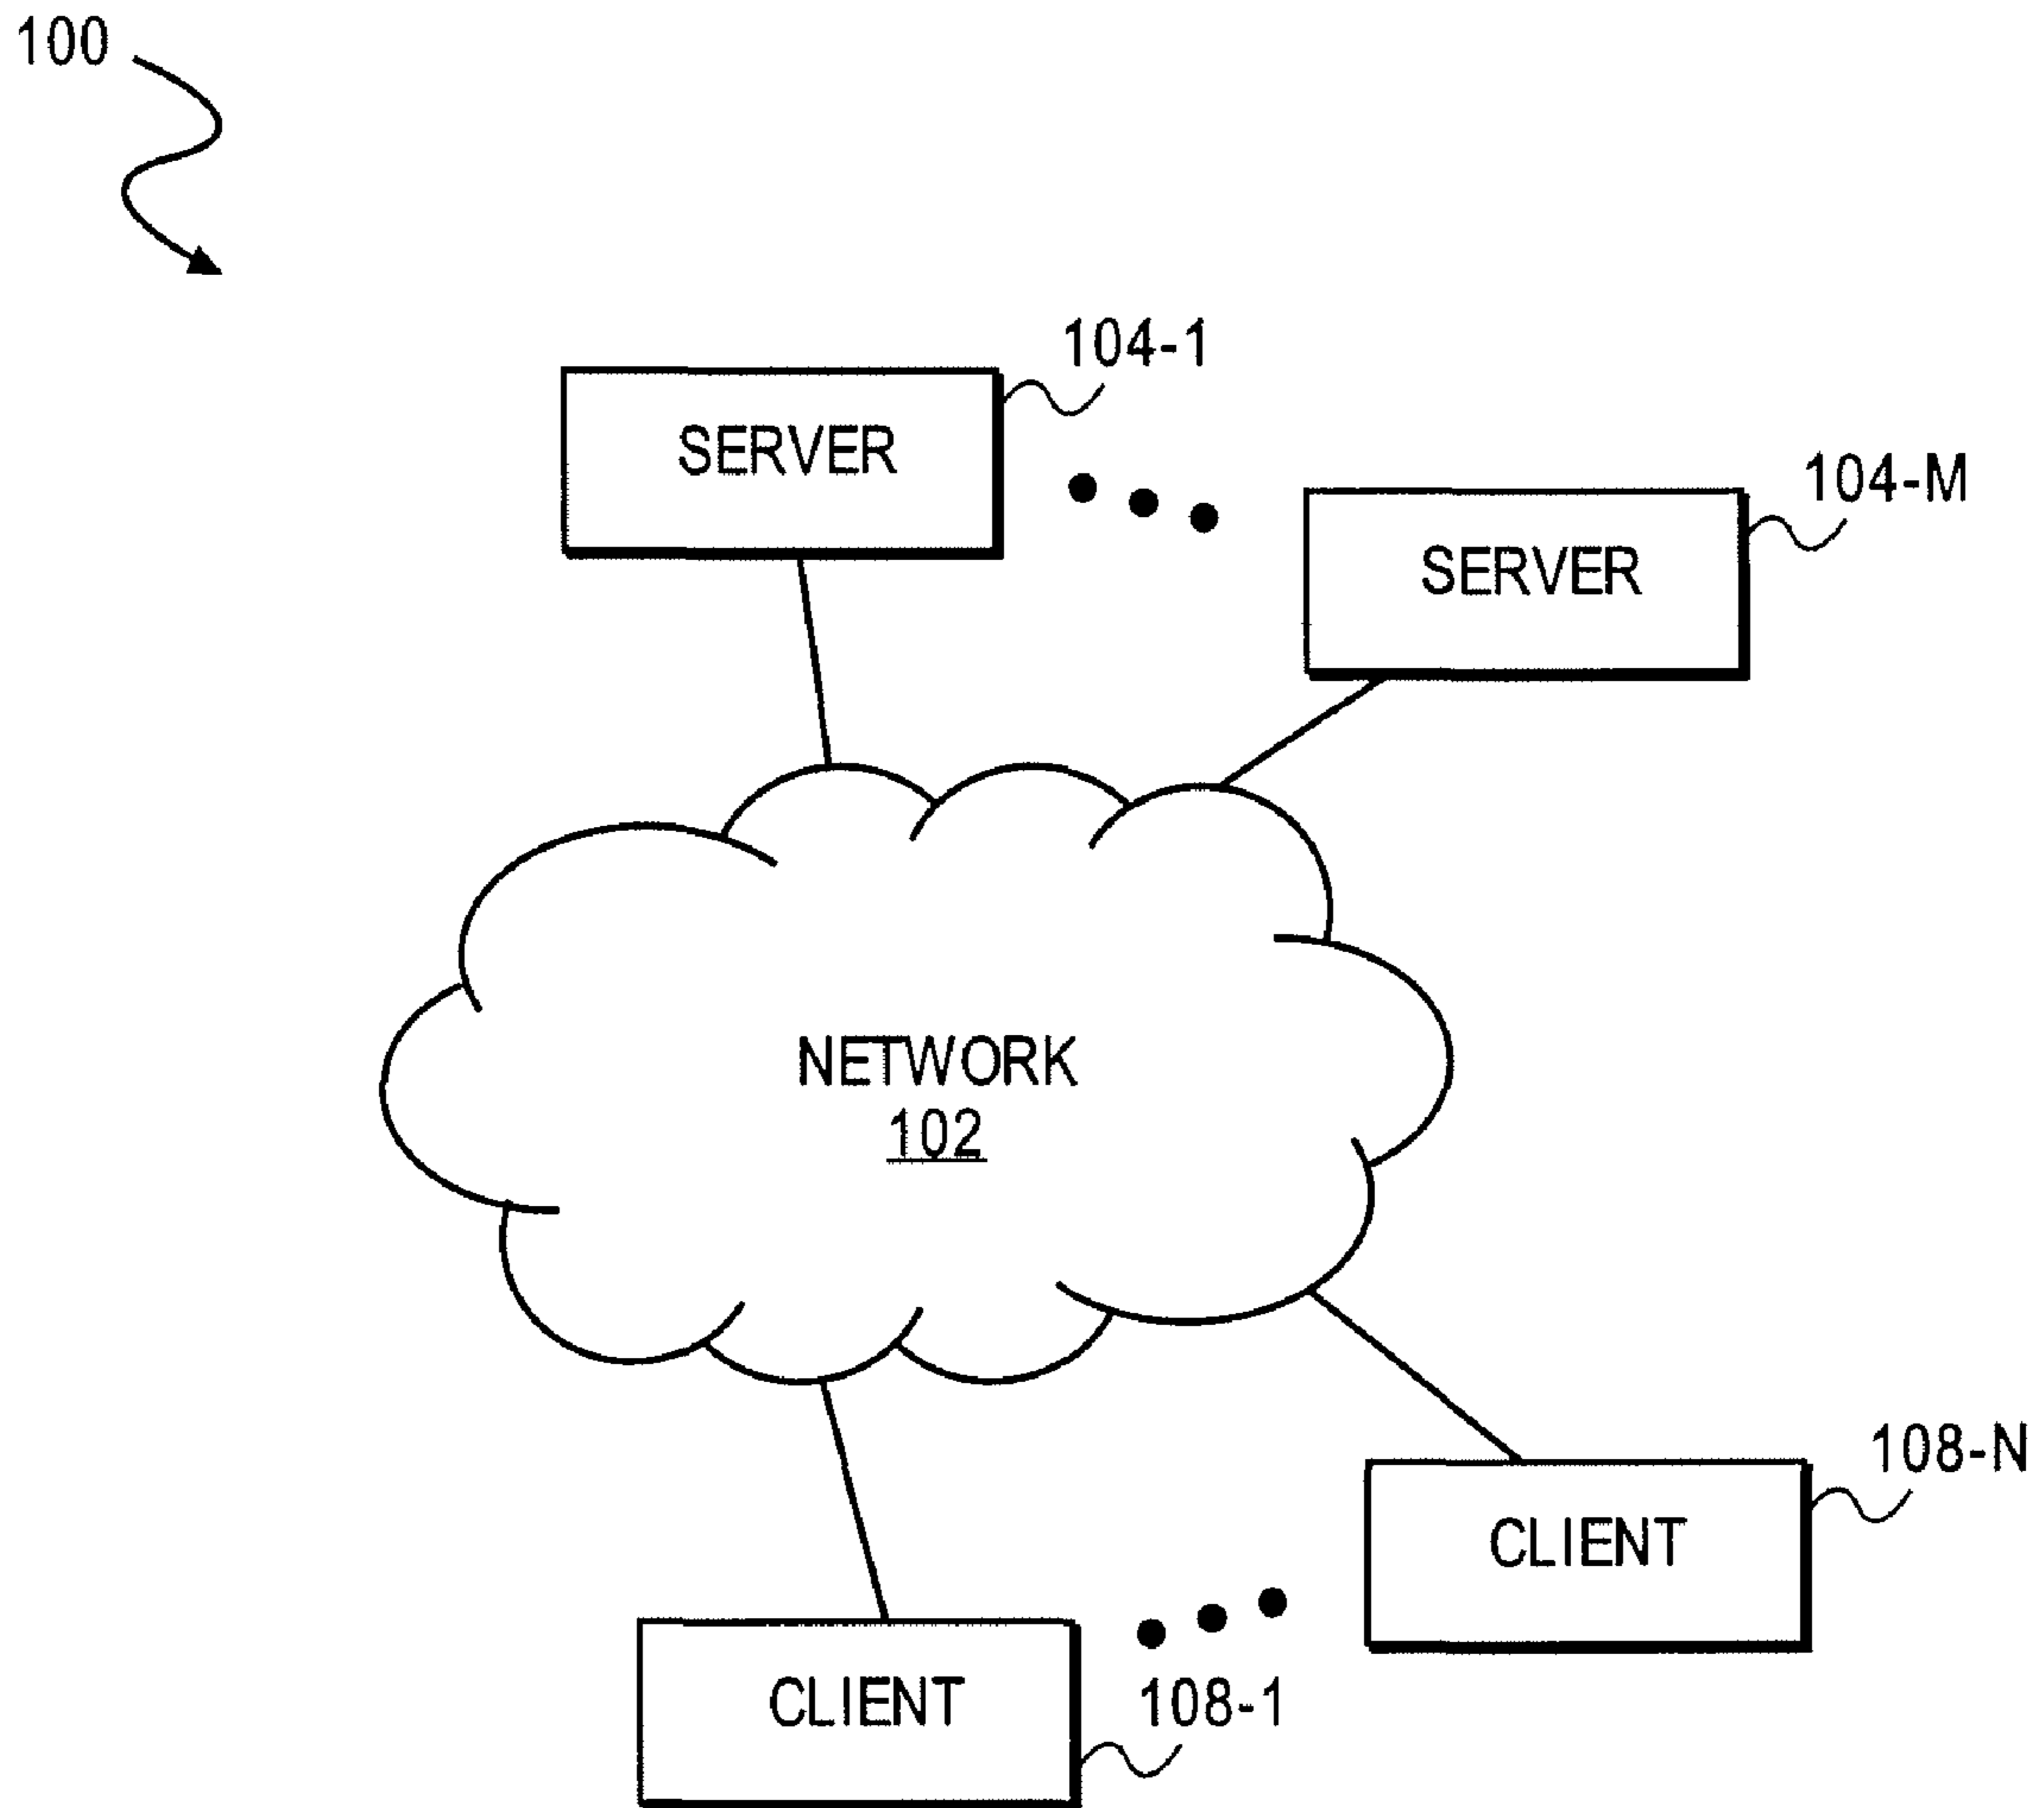 100
104-1
SERVER
104-M
SERVER
NETWORK
102
108-N
CLIENT
CLIENT
108-1